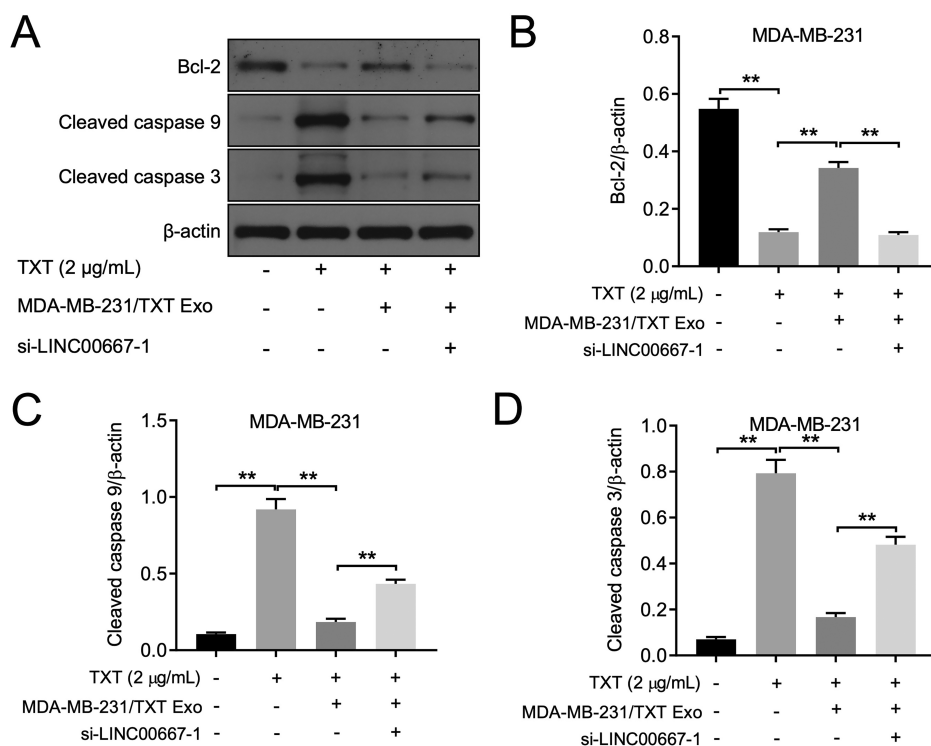 A
Bcl-2
Cleaved caspase 9
Cleaved caspase 3
β-actin
TXT (2 μg/mL) - + + +
MDA-MB-231/TXT Exo - - + +
si-LINC00667-1 - - - +
B
MDA-MB-231
Bcl-2/β-actin
0.8
0.6
0.4
0.2
0.0
** ** **
TXT (2 μg/mL) - + + +
MDA-MB-231/TXT Exo - - + +
si-LINC00667-1 - - - +
C
MDA-MB-231
Cleaved caspase 9/β-actin
1.5
1.0
0.5
0.0
** ** **
TXT (2 μg/mL) - + + +
MDA-MB-231/TXT Exo - - + +
si-LINC00667-1 - - - +
D
MDA-MB-231
Cleaved caspase 3/β-actin
1.0
0.8
0.6
0.4
0.2
0.0
** ** **
TXT (2 μg/mL) - + + +
MDA-MB-231/TXT Exo - - + +
si-LINC00667-1 - - - +